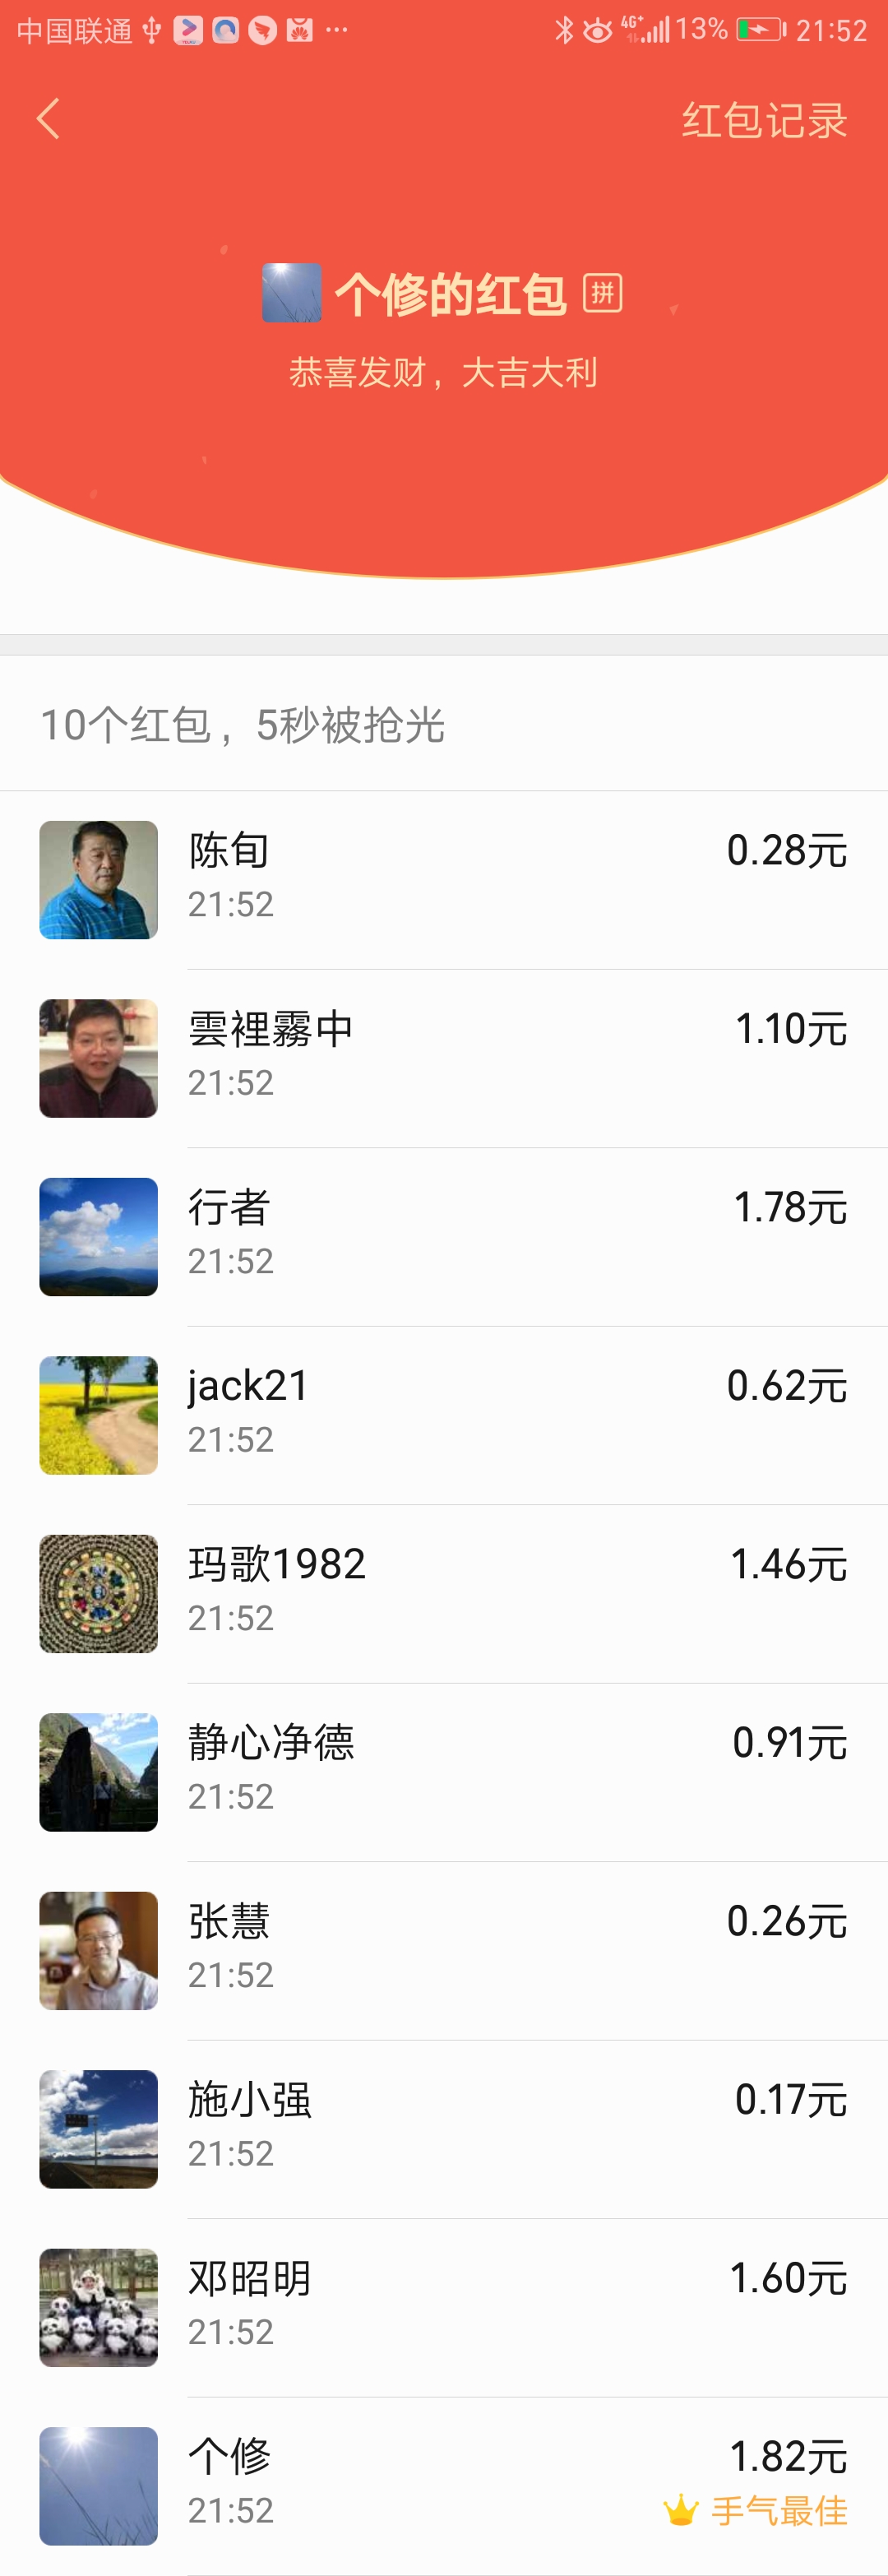 中国联通 4G+ 13% 21:52
红包记录
个修的红包 拼
恭喜发财，大吉大利
10个红包，5秒被抢光
陈旬 0.28元
21:52
雲裡霧中 1.10元
21:52
行者 1.78元
21:52
jack21 0.62元
21:52
玛歌1982 1.46元
21:52
静心净德 0.91元
21:52
张慧 0.26元
21:52
施小强 0.17元
21:52
邓昭明 1.60元
21:52
个修 1.82元
21:52 手气最佳